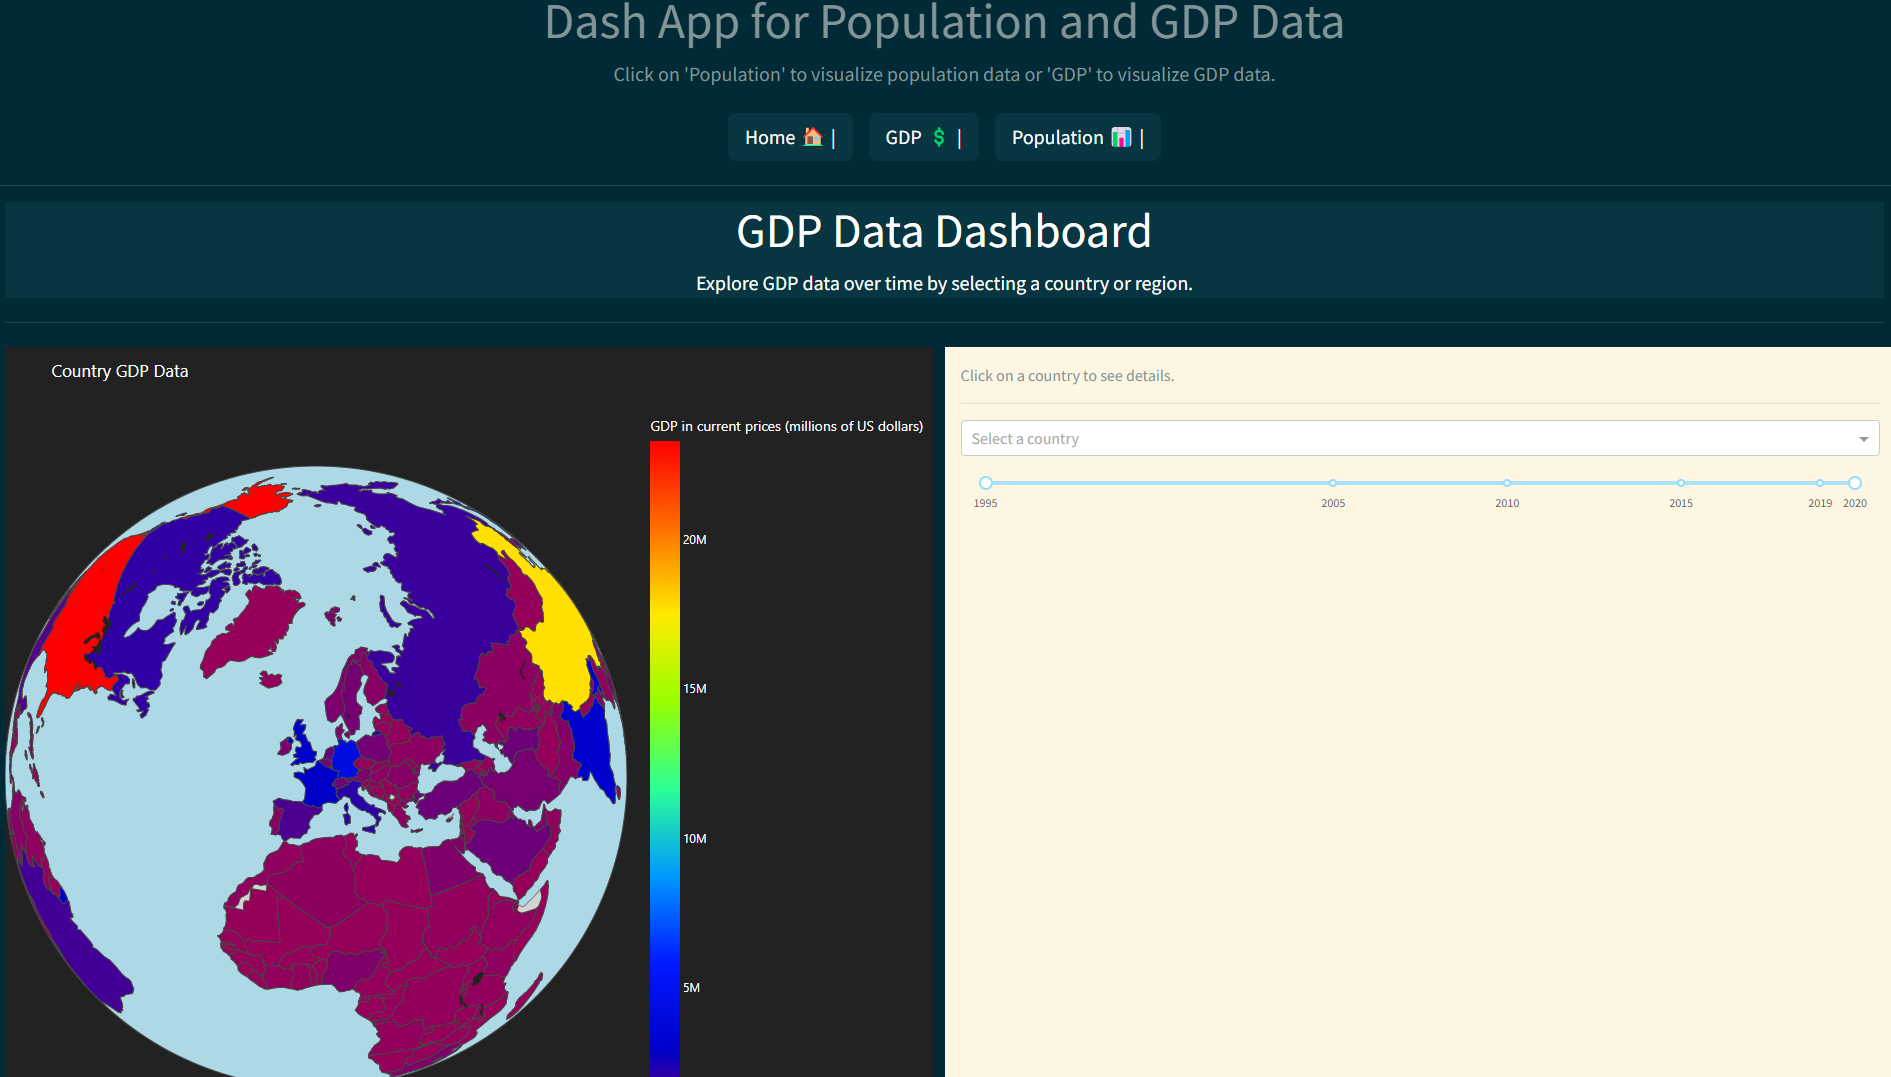 Dash App for Population and GDP Data
Click on 'Population' to visualize population data or 'GDP' to visualize GDP data.
Home 🏠 |
GDP 💲 |
Population 📊 |
GDP Data Dashboard
Explore GDP data over time by selecting a country or region.
Country GDP Data
GDP in current prices (millions of US dollars)
20M
15M
10M
5M
Click on a country to see details.
Select a country
1995 2005 2010 2015 2019 2020